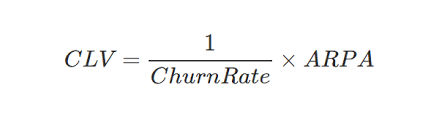 CLV = 1 / ChurnRate × ARPA